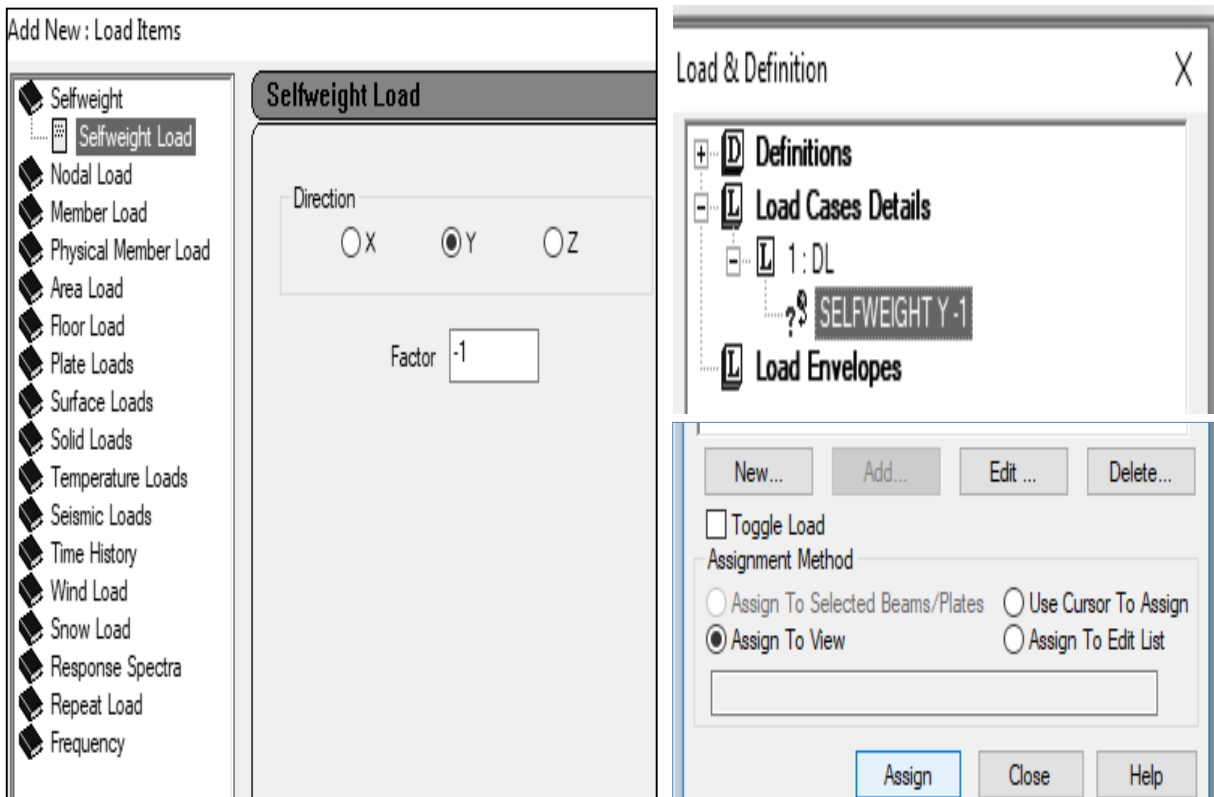 Add New : Load Items
Selfweight
Selfweight Load
Nodal Load
Member Load
Physical Member Load
Area Load
Floor Load
Plate Loads
Surface Loads
Solid Loads
Temperature Loads
Seismic Loads
Time History
Wind Load
Snow Load
Response Spectra
Repeat Load
Frequency
Selfweight Load
Direction
X Y Z
Factor -1
Load & Definition
D Definitions
L Load Cases Details
L 1 : DL
SELFWEIGHT Y -1
L Load Envelopes
New... Add... Edit ... Delete...
Toggle Load
Assignment Method
Assign To Selected Beams/Plates Use Cursor To Assign
Assign To View Assign To Edit List
Assign Close Help